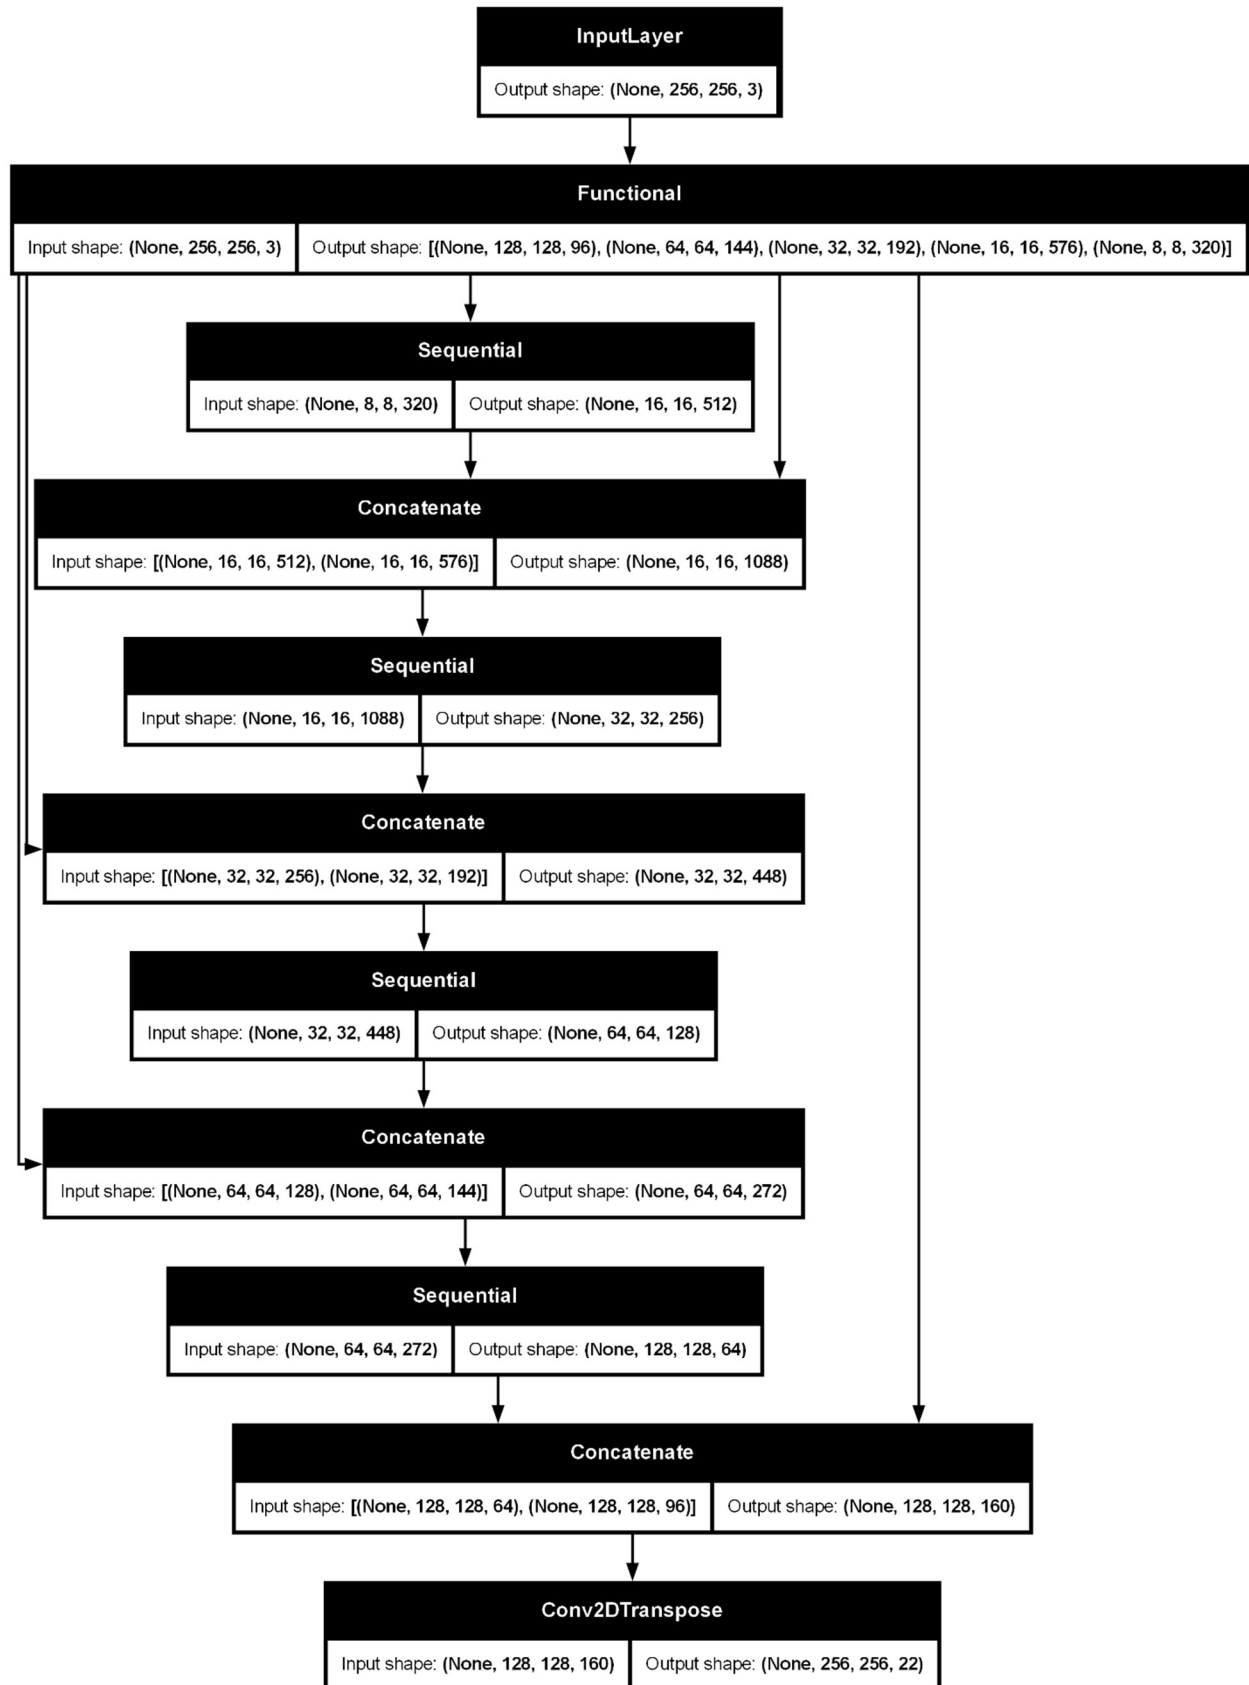 InputLayer
Output shape: (None, 256, 256, 3)
Functional
Input shape: (None, 256, 256, 3) Output shape: [(None, 128, 128, 96), (None, 64, 64, 144), (None, 32, 32, 192), (None, 16, 16, 576), (None, 8, 8, 320)]
Sequential
Input shape: (None, 8, 8, 320) Output shape: (None, 16, 16, 512)
Concatenate
Input shape: [(None, 16, 16, 512), (None, 16, 16, 576)] Output shape: (None, 16, 16, 1088)
Sequential
Input shape: (None, 16, 16, 1088) Output shape: (None, 32, 32, 256)
Concatenate
Input shape: [(None, 32, 32, 256), (None, 32, 32, 192)] Output shape: (None, 32, 32, 448)
Sequential
Input shape: (None, 32, 32, 448) Output shape: (None, 64, 64, 128)
Concatenate
Input shape: [(None, 64, 64, 128), (None, 64, 64, 144)] Output shape: (None, 64, 64, 272)
Sequential
Input shape: (None, 64, 64, 272) Output shape: (None, 128, 128, 64)
Concatenate
Input shape: [(None, 128, 128, 64), (None, 128, 128, 96)] Output shape: (None, 128, 128, 160)
Conv2DTranspose
Input shape: (None, 128, 128, 160) Output shape: (None, 256, 256, 22)